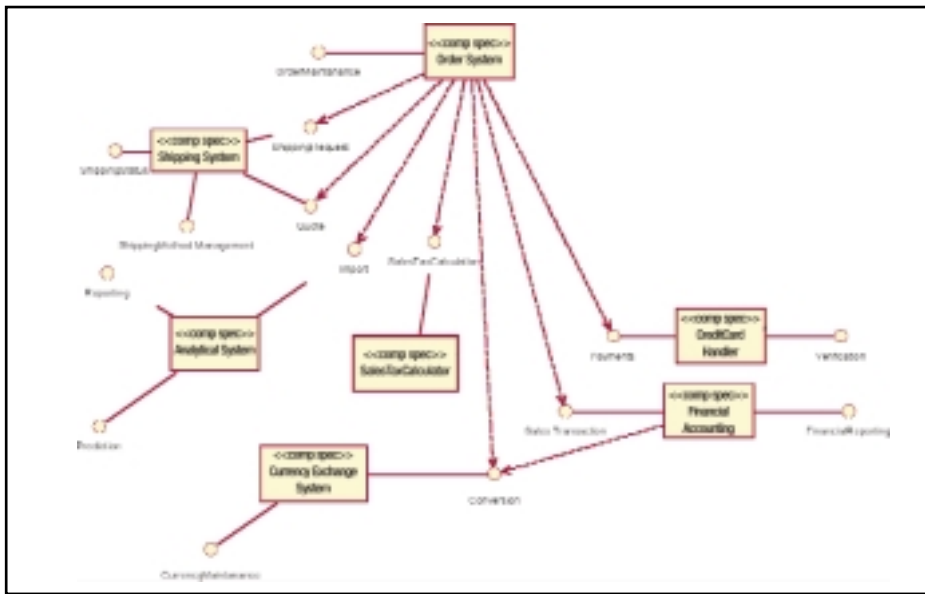 <<comp spec>>
Order System
OrderMaintenance
<<comp spec>>
Shipping System
ShippingRequest
ShippingStatus
Quote
ShippingMethod Management
Import
SalesTaxCalculation
Reporting
<<comp spec>>
Analytical System
<<comp spec>>
SalesTaxCalculator
<<comp spec>>
CreditCard
Handler
Payments
Verification
<<comp spec>>
Financial
Accounting
Sales Transaction
FinancialReporting
Prediction
<<comp spec>>
Currency Exchange
System
Conversion
CurrencyMaintenance